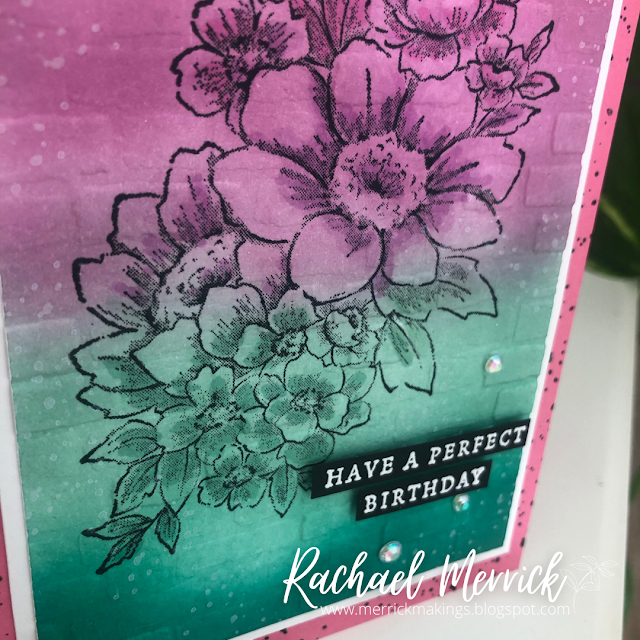 HAVE A PERFECT
BIRTHDAY
Rachael Merrick
www.merrickmakings.blogspot.com